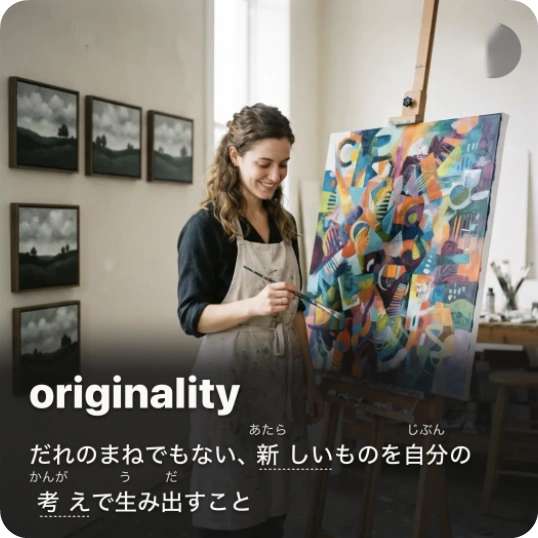 originality
あたら じぶん
だれのまねでもない、新しいものを自分の
かんが う だ
考えで生み出すこと